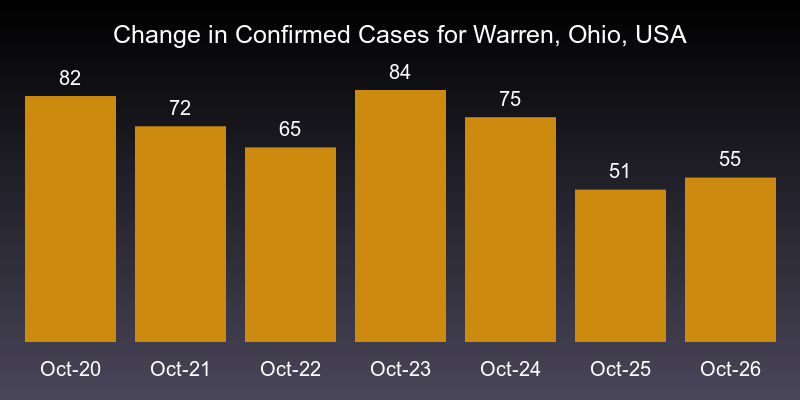 Change in Confirmed Cases for Warren, Ohio, USA
82
72
65
84
75
51
55
Oct-20
Oct-21
Oct-22
Oct-23
Oct-24
Oct-25
Oct-26